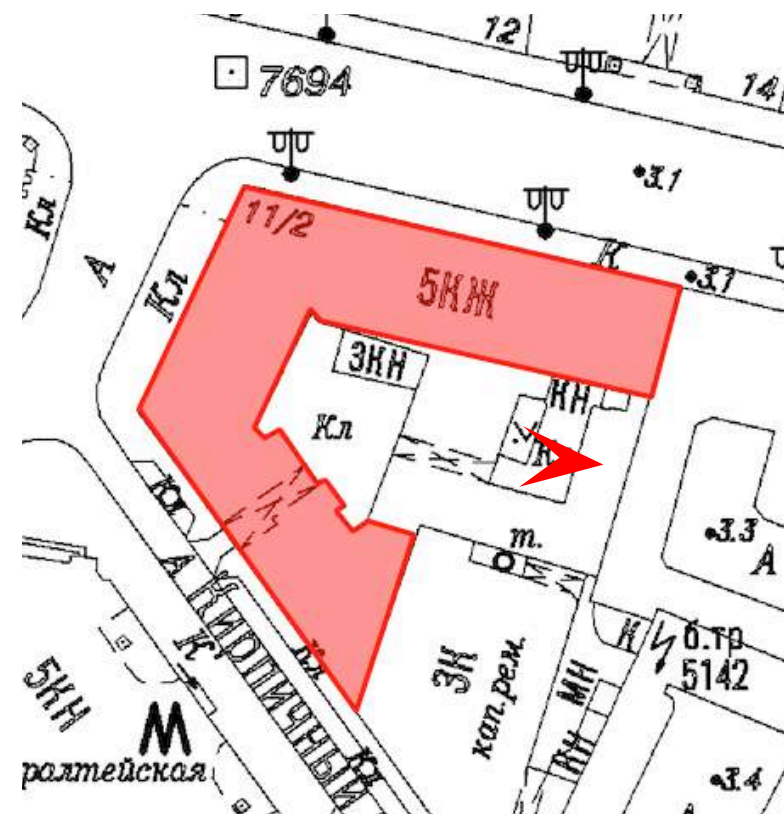 12
7694
14
3.1
Кл
11/2
К
3.1
А
Кл
5КЖ
3КН
КН
Кл
К
3.3
т.
А
Кл
А
К
Н
б.тр
5142
5КН
Кирпичный
3К
МН
кап.рем.
М
КН
Кл
ралтейская
3.4